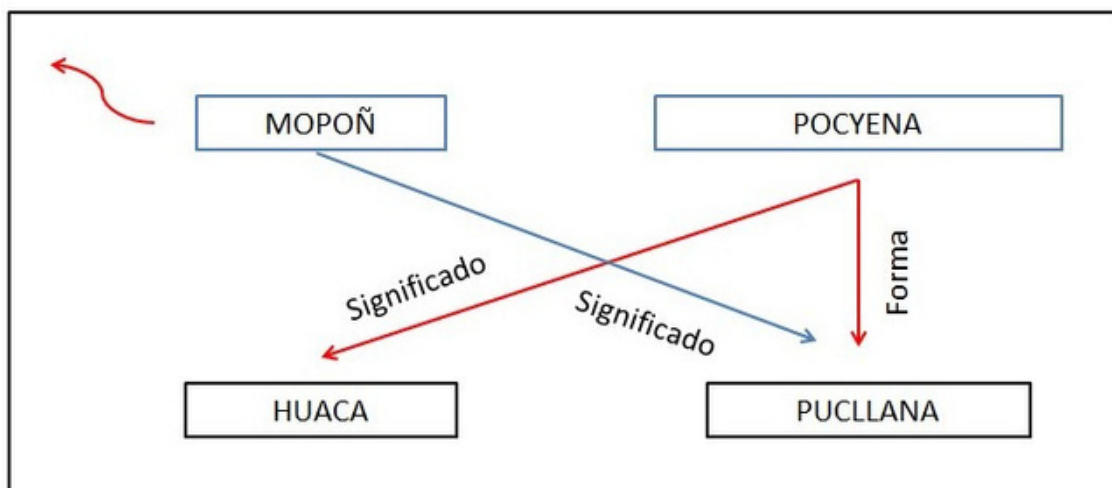 MOPOÑ
POCYENA
Significado
Significado
Forma
HUACA
PUCLLANA